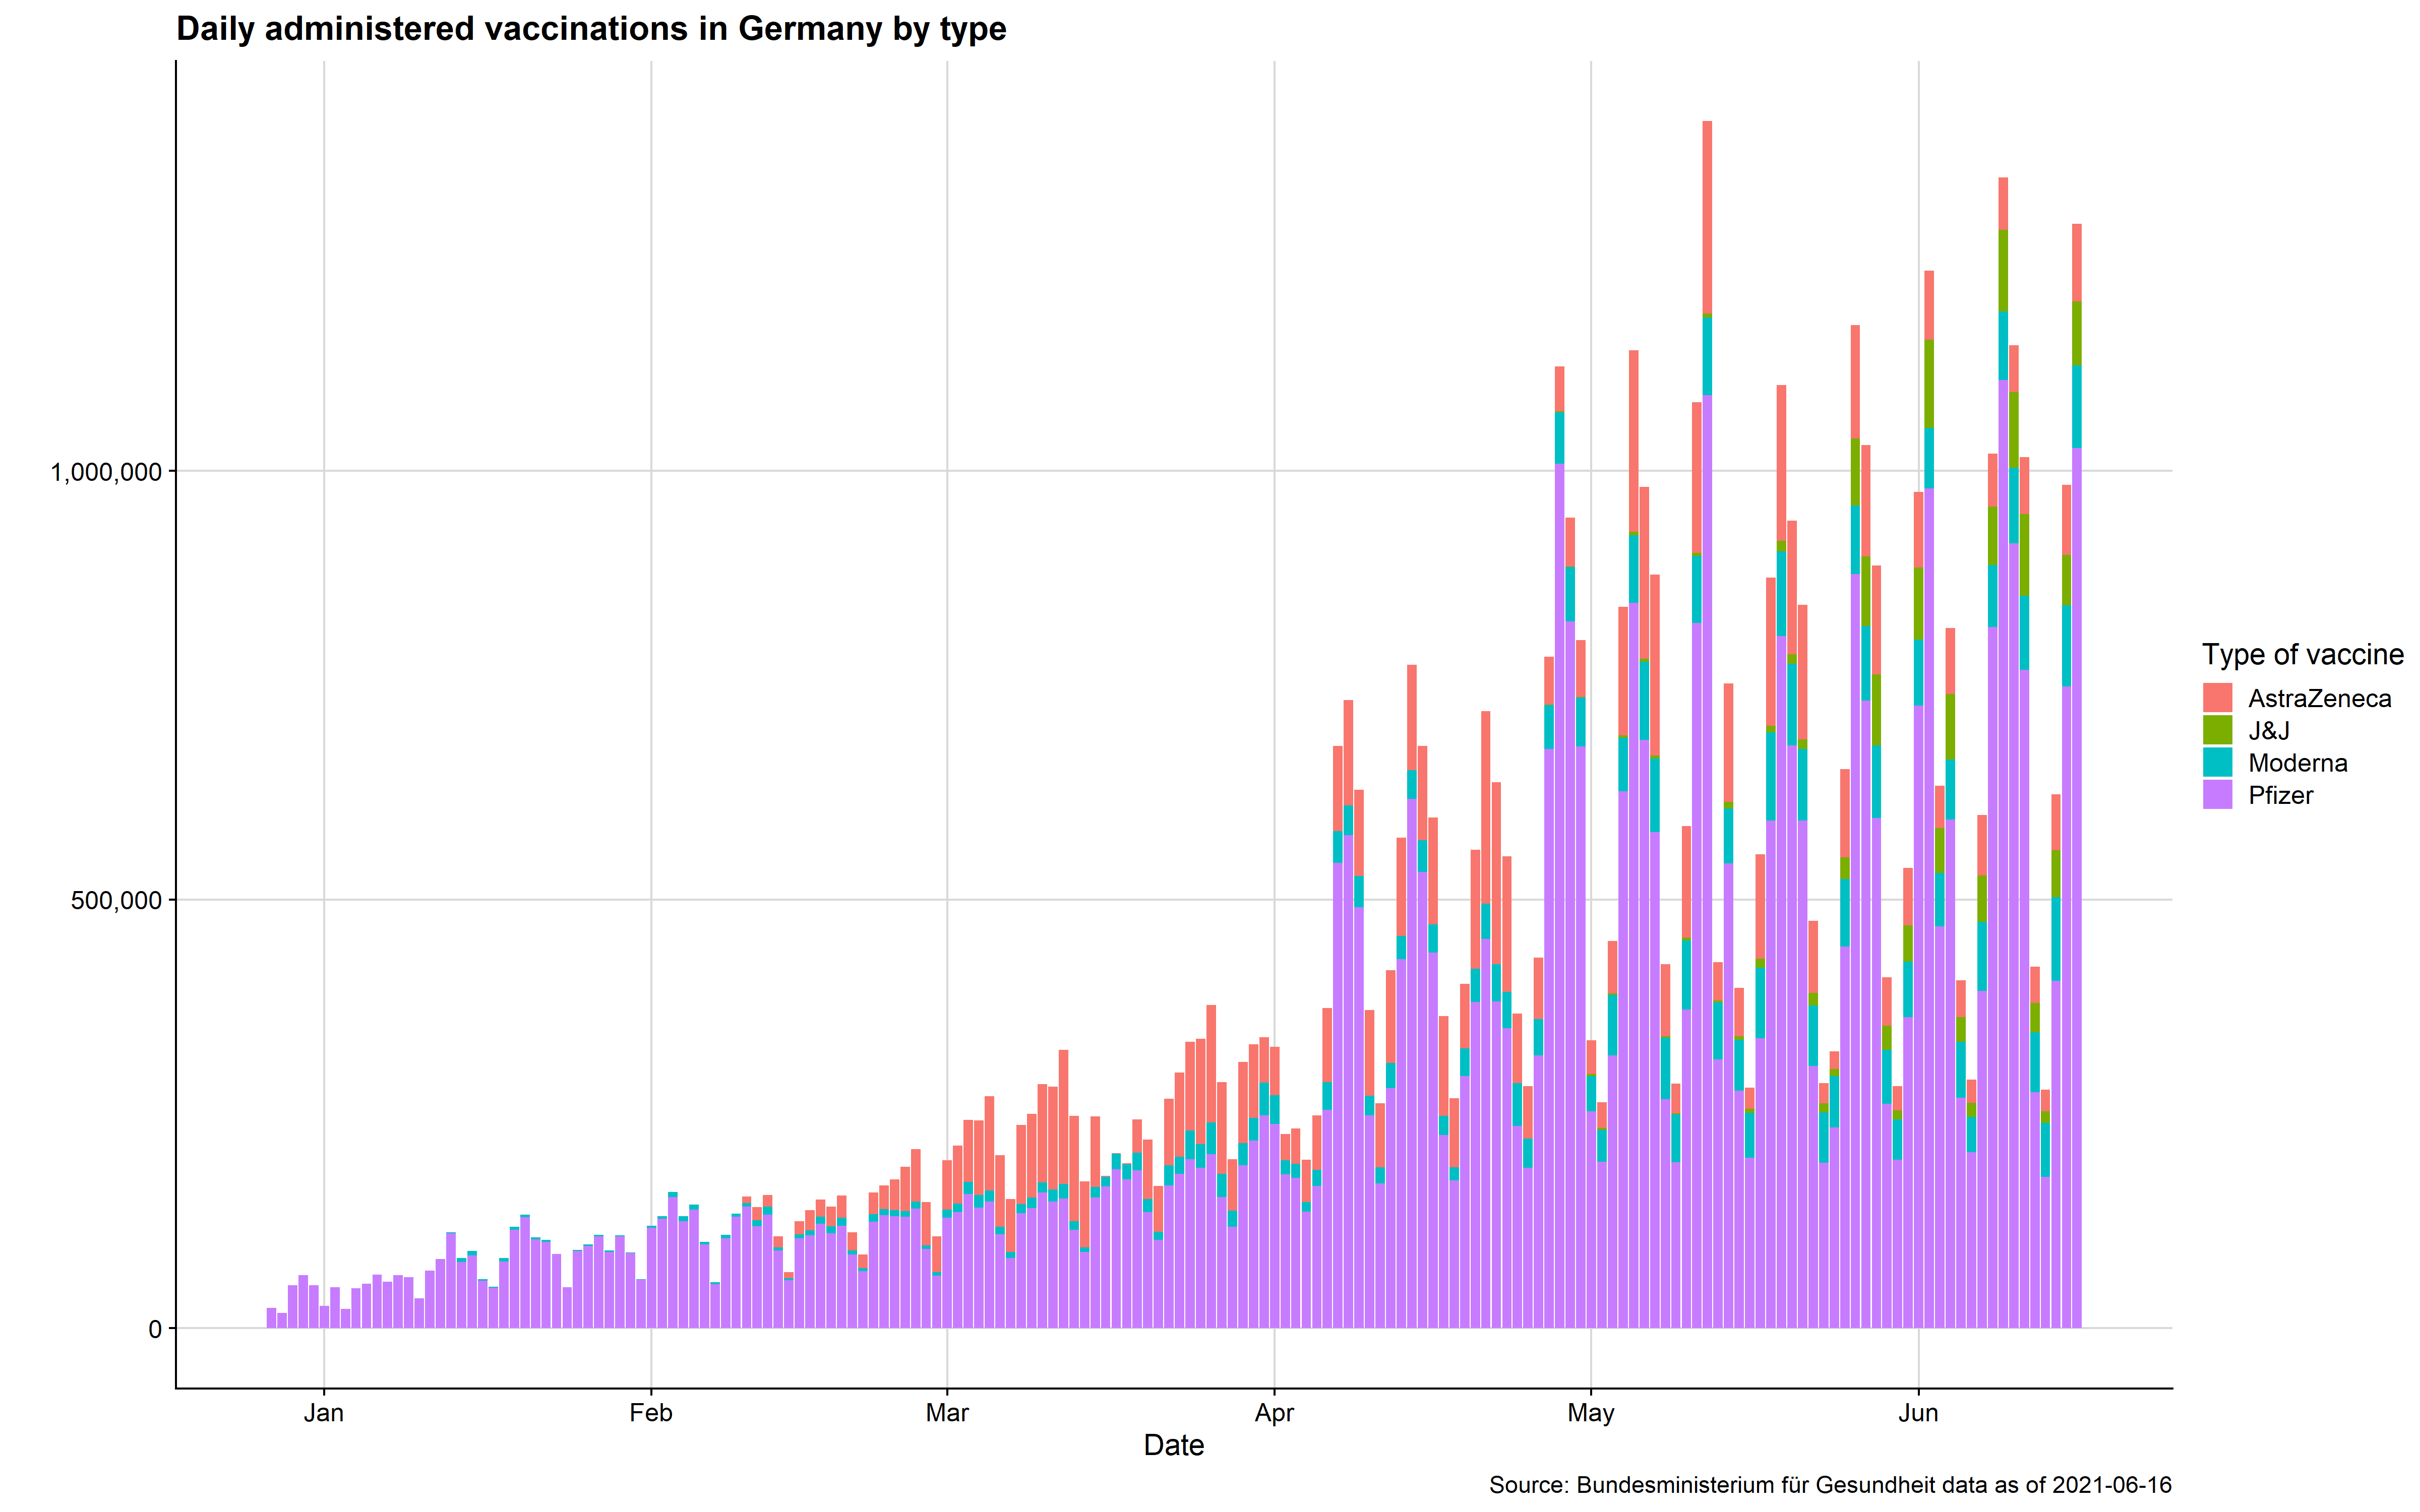 Daily administered vaccinations in Germany by type
1,000,000
500,000
0
Jan
Feb
Mar
Apr
May
Jun
Date
Type of vaccine
AstraZeneca
J&J
Moderna
Pfizer
Source: Bundesministerium für Gesundheit data as of 2021-06-16